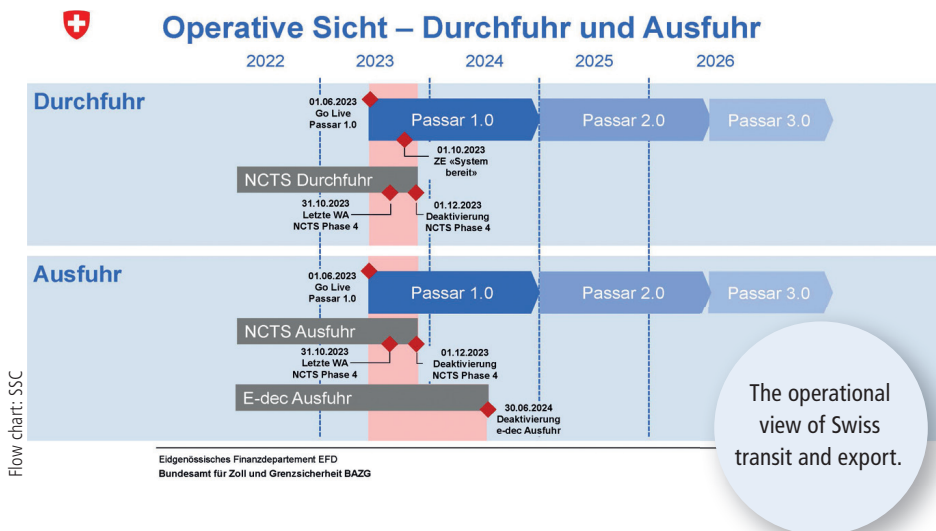 Operative Sicht – Durchfuhr und Ausfuhr
2022 2023 2024 2025 2026
Durchfuhr
01.06.2023
Go Live
Passar 1.0
Passar 1.0
Passar 2.0
Passar 3.0
01.10.2023
ZE «System
bereit»
NCTS Durchfuhr
31.10.2023
Letzte WA
NCTS Phase 4
01.12.2023
Deaktivierung
NCTS Phase 4
Ausfuhr
01.06.2023
Go Live
Passar 1.0
Passar 1.0
Passar 2.0
Passar 3.0
NCTS Ausfuhr
31.10.2023
Letzte WA
NCTS Phase 4
01.12.2023
Deaktivierung
NCTS Phase 4
E-dec Ausfuhr
30.06.2024
Deaktivierung
e-dec Ausfuhr
The operational
view of Swiss
transit and export.
Eidgenössisches Finanzdepartement EFD
Bundesamt für Zoll und Grenzsicherheit BAZG
Flow chart: SSC